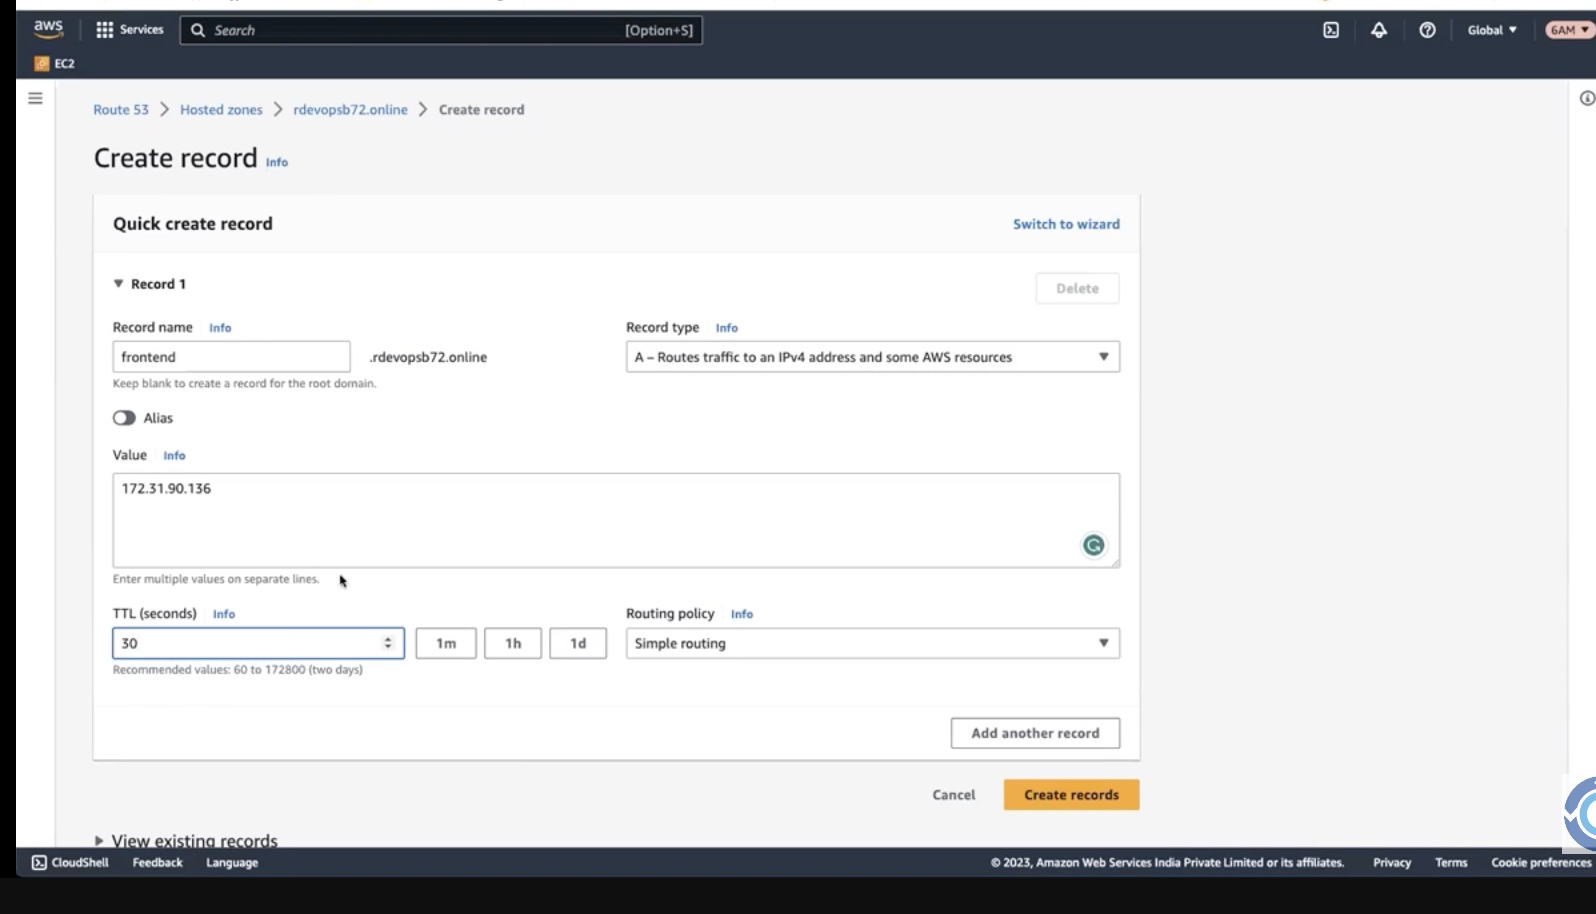 aws Services Search [Option+S] Global 6AM
EC2
Route 53 > Hosted zones > rdevopsb72.online > Create record
Create record Info
Quick create record Switch to wizard
Record 1 Delete
Record name Info Record type Info
frontend .rdevopsb72.online A – Routes traffic to an IPv4 address and some AWS resources
Keep blank to create a record for the root domain.
Alias
Value Info
172.31.90.136
Enter multiple values on separate lines.
TTL (seconds) Info Routing policy Info
30 1m 1h 1d Simple routing
Recommended values: 60 to 172800 (two days)
Add another record
Cancel Create records
View existing records
CloudShell Feedback Language © 2023, Amazon Web Services India Private Limited or its affiliates. Privacy Terms Cookie preferences